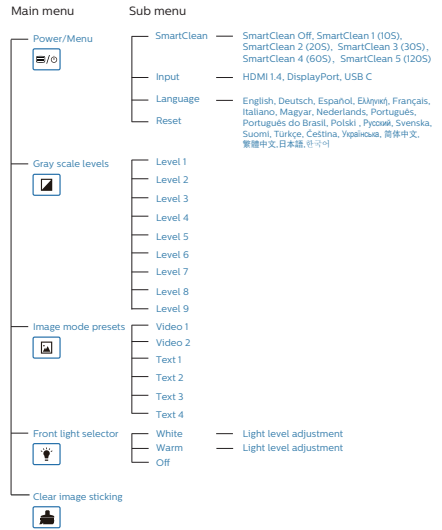 Main menu Sub menu
Power/Menu
SmartClean SmartClean Off, SmartClean 1 (10S),
SmartClean 2 (20S), SmartClean 3 (30S),
SmartClean 4 (60S), SmartClean 5 (120S)
Input HDMI 1.4, DisplayPort, USB C
Language English, Deutsch, Español, Ελληνική, Français,
Italiano, Magyar, Nederlands, Português,
Português do Brasil, Polski , Русский, Svenska,
Suomi, Türkçe, Čeština, Українська, 简体中文,
繁體中文,日本語,한국어
Reset
Gray scale levels
Level 1
Level 2
Level 3
Level 4
Level 5
Level 6
Level 7
Level 8
Level 9
Image mode presets
Video 1
Video 2
Text 1
Text 2
Text 3
Text 4
Front light selector
White Light level adjustment
Warm Light level adjustment
Off
Clear image sticking